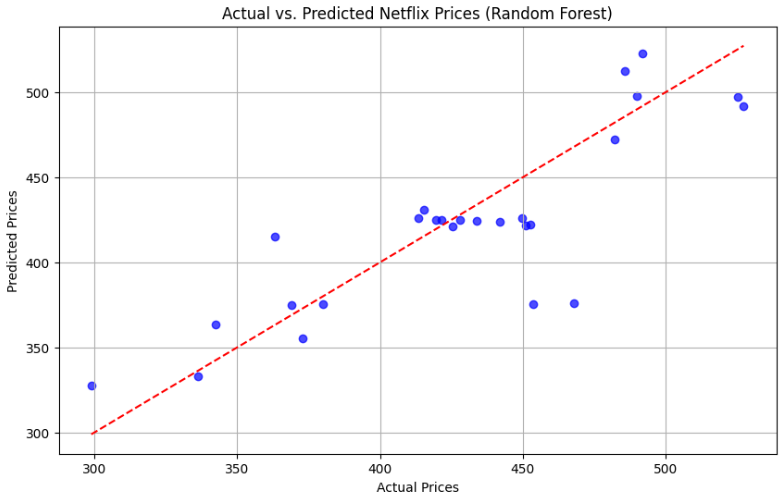 Actual vs. Predicted Netflix Prices (Random Forest)
Predicted Prices
500
450
400
350
300
300 350 400 450 500
Actual Prices